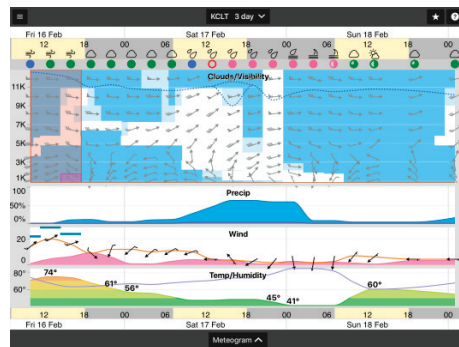 KCLT 3 day
Fri 16 Feb Sat 17 Feb Sun 18 Feb
12 18 00 06 12 18 00 06 12 18 00
Clouds/Visibility
11K
9K
7K
5K
3K
1K
Precip
100
50%
0%
Wind
20
0
Temp/Humidity
80°
60°
74° 61° 56° 45° 41° 60°
12 18 00 06 12 18 00 06 12 18 00
Fri 16 Feb Sat 17 Feb Sun 18 Feb
Meteogram